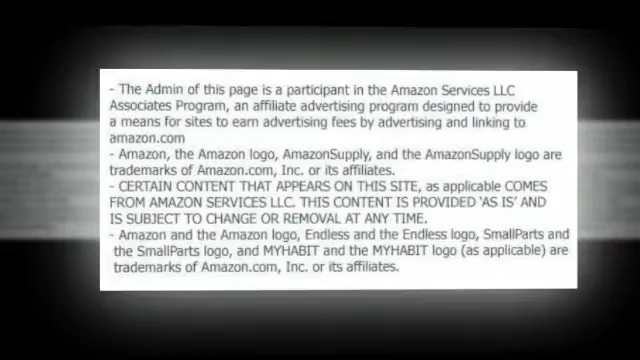 - The Admin of this page is a participant in the Amazon Services LLC
Associates Program, an affiliate advertising program designed to provide
a means for sites to earn advertising fees by advertising and linking to
amazon.com
- Amazon, the Amazon logo, AmazonSupply, and the AmazonSupply logo are
trademarks of Amazon.com, Inc. or its affiliates.
- CERTAIN CONTENT THAT APPEARS ON THIS SITE, as applicable COMES
FROM AMAZON SERVICES LLC. THIS CONTENT IS PROVIDED 'AS IS' AND
IS SUBJECT TO CHANGE OR REMOVAL AT ANY TIME.
- Amazon and the Amazon logo, Endless and the Endless logo, SmallParts and
the SmallParts logo, and MYHABIT and the MYHABIT logo (as applicable) are
trademarks of Amazon.com, Inc. or its affiliates.